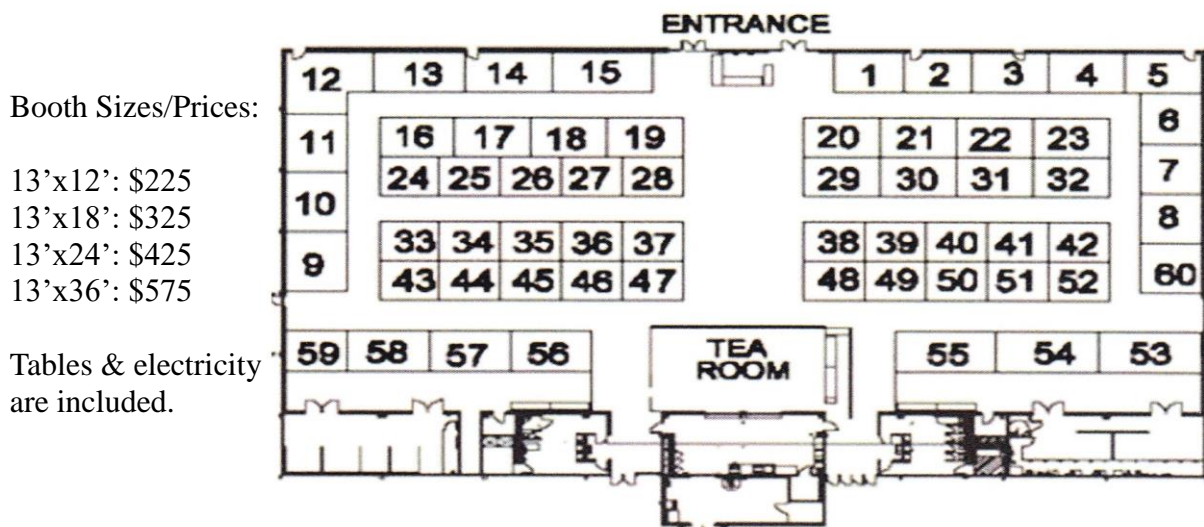 ENTRANCE
12 13 14 15 1 2 3 4 5
Booth Sizes/Prices:
6
11 16 17 18 19 20 21 22 23
13’x12’: $225
24 25 26 27 28 29 30 31 32 7
13’x18’: $325
10
8
13’x24’: $425
33 34 35 36 37 38 39 40 41 42
9
13’x36’: $575
43 44 45 46 47 48 49 50 51 52 60
Tables & electricity
are included.
59 58 57 56
TEA
ROOM
55 54 53